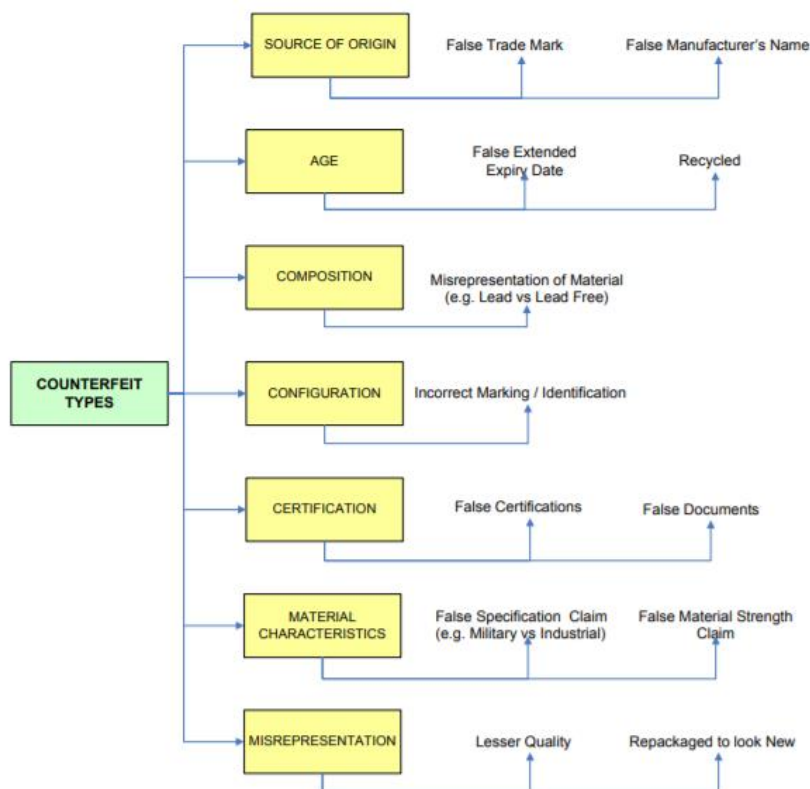 SOURCE OF ORIGIN
False Trade Mark
False Manufacturer's Name
AGE
False Extended
Expiry Date
Recycled
COMPOSITION
Misrepresentation of Material
(e.g. Lead vs Lead Free)
COUNTERFEIT
TYPES
CONFIGURATION
Incorrect Marking / Identification
CERTIFICATION
False Certifications
False Documents
MATERIAL
CHARACTERISTICS
False Specification Claim
(e.g. Military vs Industrial)
False Material Strength
Claim
MISREPRESENTATION
Lesser Quality
Repackaged to look New